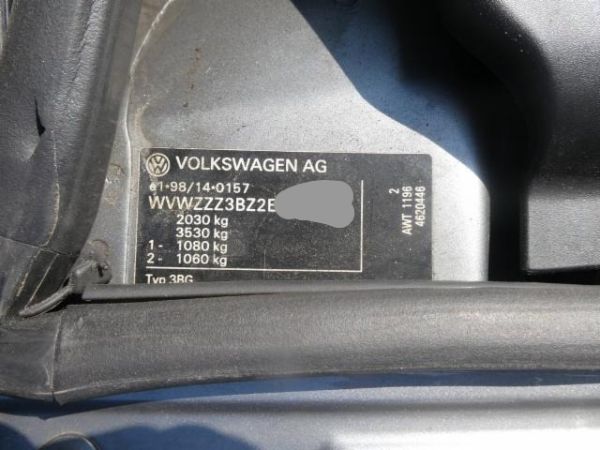 VOLKSWAGEN AG
e1*98/14*0157
WVWZZZ3BZ2E
2030 kg
3530 kg
1- 1080 kg
2- 1060 kg
Typ 3BG
2
AWT 1196
4620446